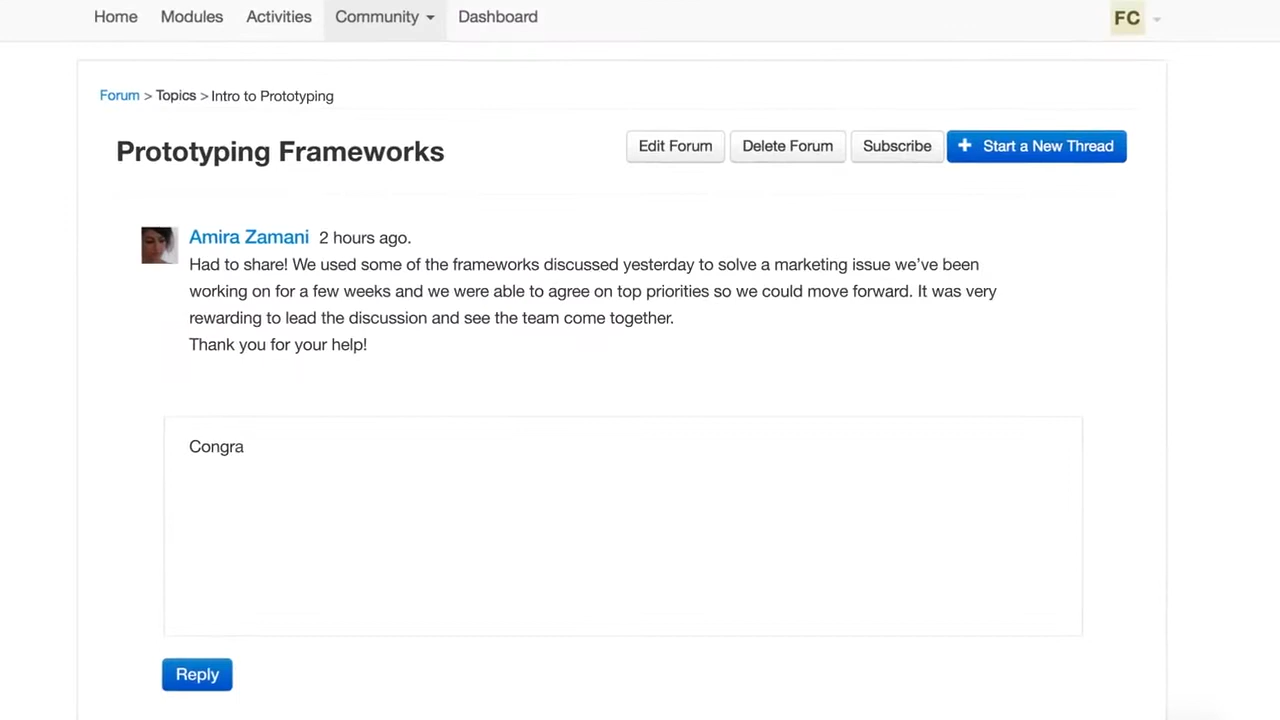 Home Modules Activities Community Dashboard FC
Forum > Topics > Intro to Prototyping
Prototyping Frameworks
Edit Forum Delete Forum Subscribe + Start a New Thread
Amira Zamani 2 hours ago.
Had to share! We used some of the frameworks discussed yesterday to solve a marketing issue we’ve been
working on for a few weeks and we were able to agree on top priorities so we could move forward. It was very
rewarding to lead the discussion and see the team come together.
Thank you for your help!
Congra
Reply